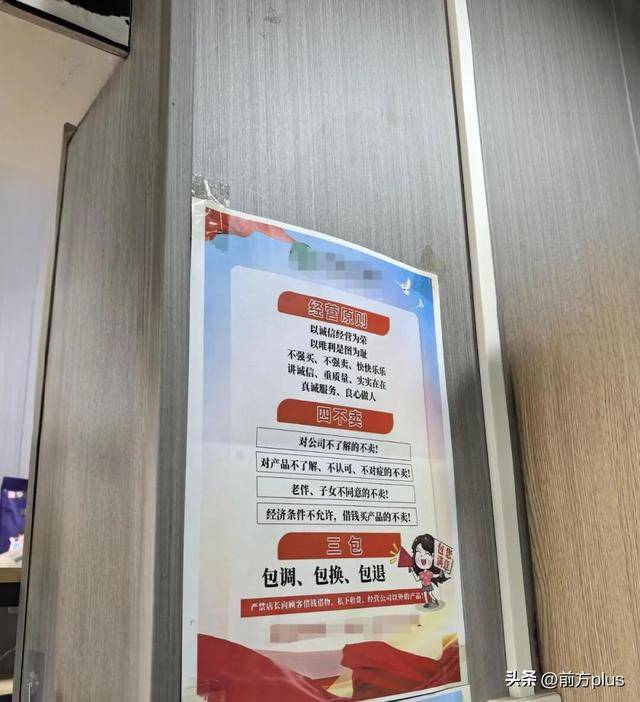 经营原则
以诚信经营为荣
以唯利是图为耻
不强买、不强卖、快快乐乐
讲诚信、重质量、实实在在
真诚服务、良心做人
四不卖
对公司不了解的不卖!
对产品不了解、不认可、不对症的不卖!
老伴、子女不同意的不卖!
经济条件不允许，借钱买产品的不卖!
三包
包调、包换、包退
包您满意
严禁店长向顾客借钱借物、私下收费，经营公司以外的产品!
头条 @前方plus